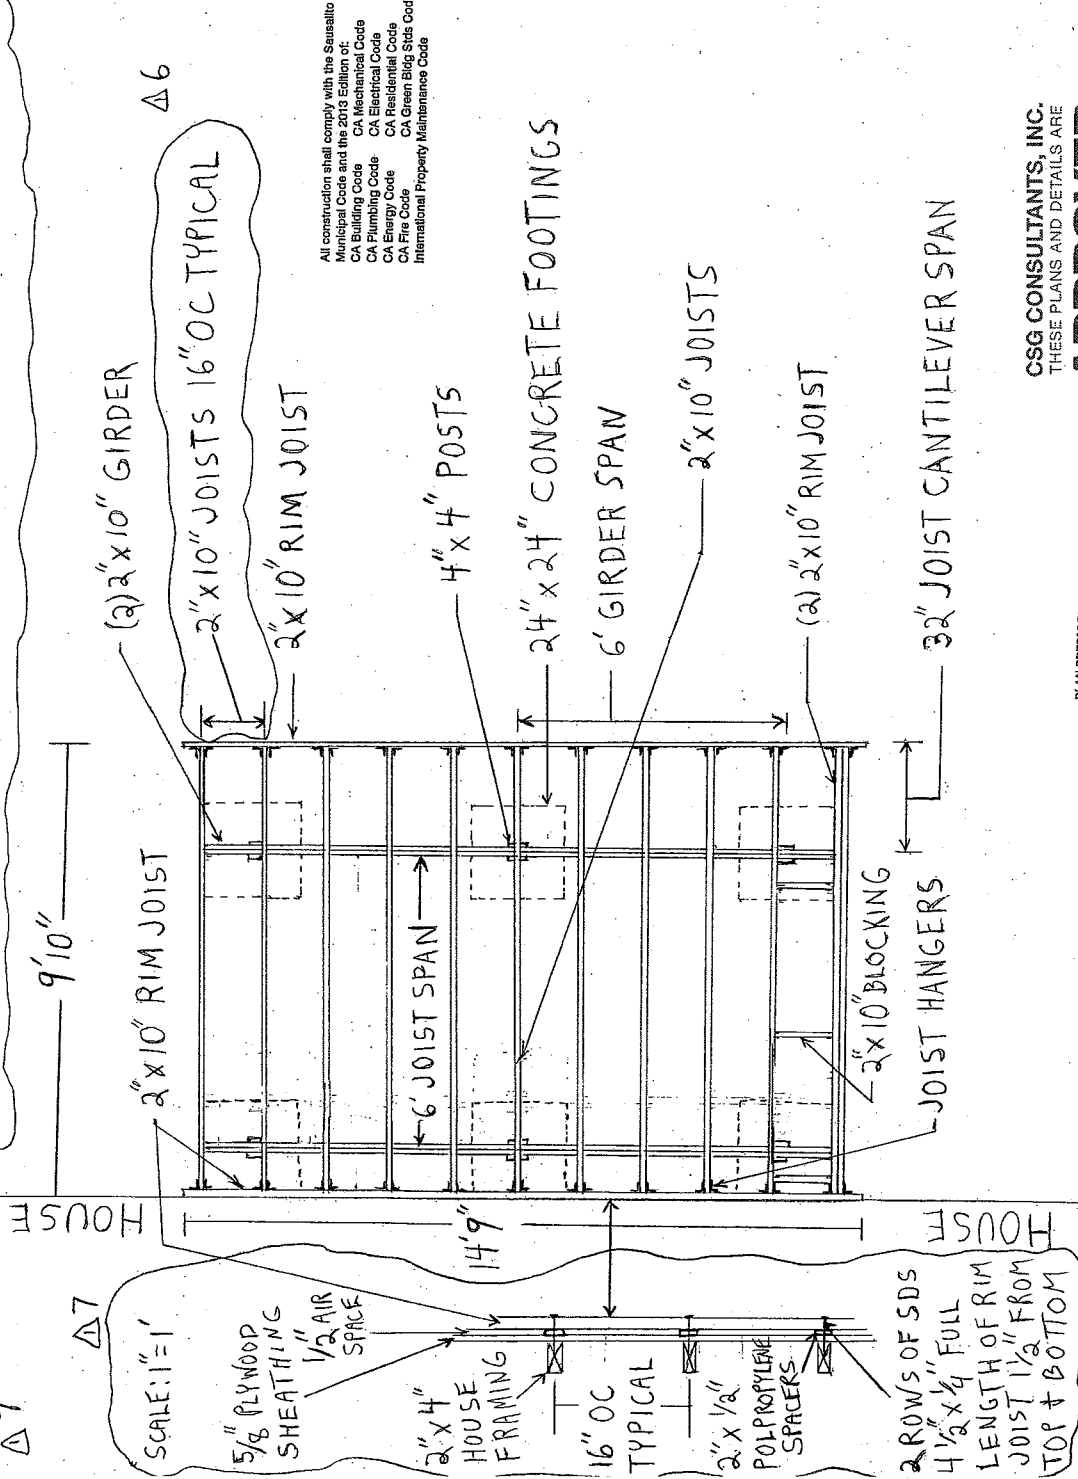 △7
△7
SCALE: 1"=1'
5/8" PLYWOOD
SHEATHING
1/2" AIR
SPACE
2"x4"
HOUSE
FRAMING
16" OC
TYPICAL
2"x1/2"
POLPROPYLENE
SPACERS
2 ROWS OF SDS
4 1/2" x 1/4" FULL
LENGTH OF RIM
JOIST 1 1/2" FROM
TOP + BOTTOM
HOUSE
HOUSE
14'9"
9'10"
2"x10" RIM JOIST
6' JOIST SPAN
2"x10" BLOCKING
JOIST HANGERS
(2) 2"x10" GIRDER
2"x10" JOISTS 16" OC TYPICAL
△6
2"x10" RIM JOIST
4"x4" POSTS
24"x24" CONCRETE FOOTINGS
6' GIRDER SPAN
2"x10" JOISTS
(2) 2"x10" RIM JOIST
32" JOIST CANTILEVER SPAN
All construction shall comply with the Sausalito
Municipal Code and the 2013 Edition of:
CA Building Code CA Mechanical Code
CA Plumbing Code CA Electrical Code
CA Energy Code CA Residential Code
CA Fire Code CA Green Bldg Stds Cod
International Property Maintenance Code
CSG CONSULTANTS, INC.
THESE PLANS AND DETAILS ARE